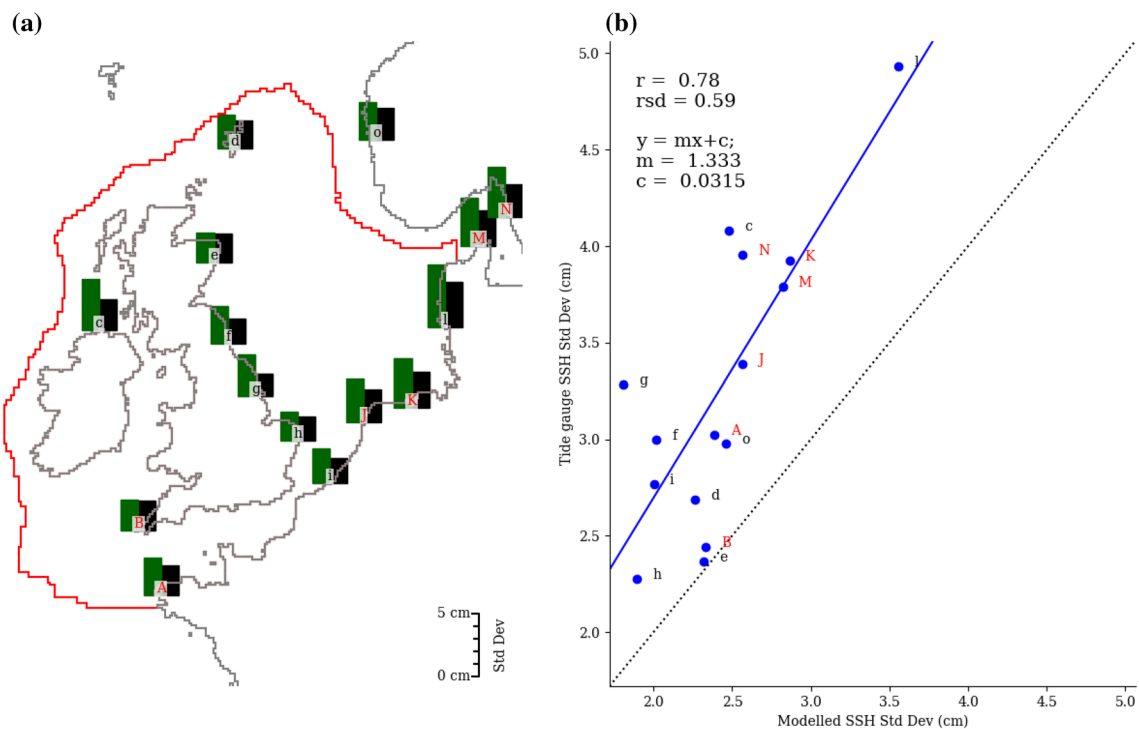 (a)
d
o
N
M
e
c
f
l
g
J
K
h
i
B
A
5 cm
0 cm
Std Dev
(b)
r = 0.78
rsd = 0.59
y = mx+c;
m = 1.333
c = 0.0315
l
c
N
K
M
J
g
A
f
o
i
d
B
e
h
5.0
4.5
4.0
3.5
3.0
2.5
2.0
Tide gauge SSH Std Dev (cm)
2.0 2.5 3.0 3.5 4.0 4.5 5.0
Modelled SSH Std Dev (cm)